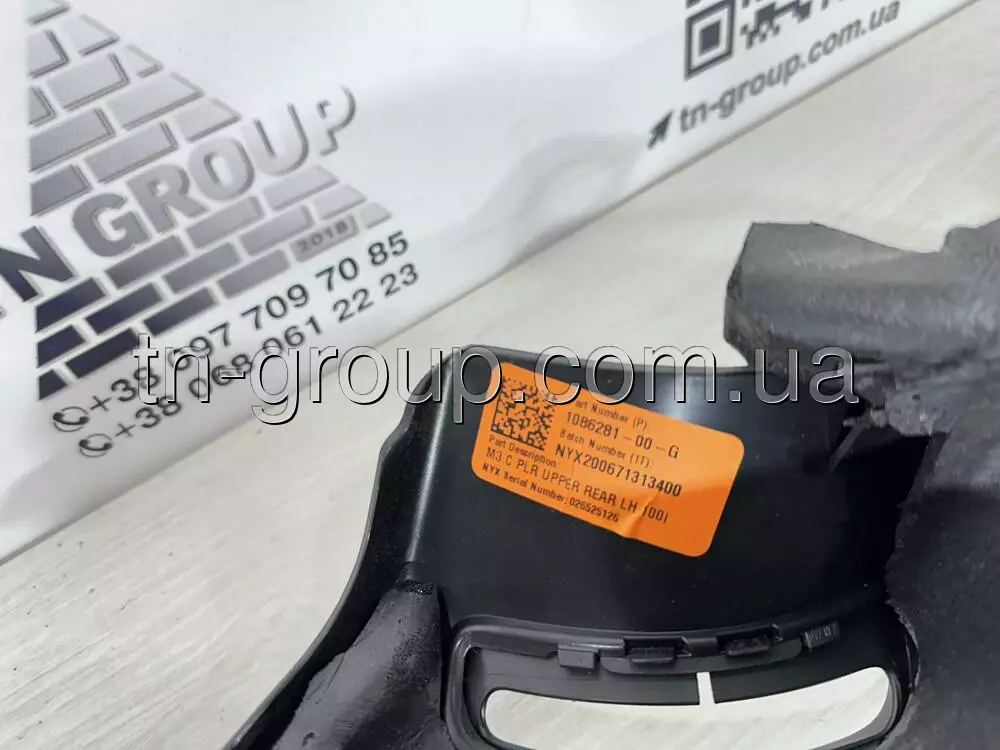 TN GROUP
2018
+38 097 709 70 85
+38 068 061 22 23
tn-group.com.ua
tn-group.com.ua
Part Number (P):
1086281-00-G
Batch Number (1T):
NYX200671313400
Part Description:
M3 C PLR UPPER REAR LH 100I
NYX Serial Number: 026525126